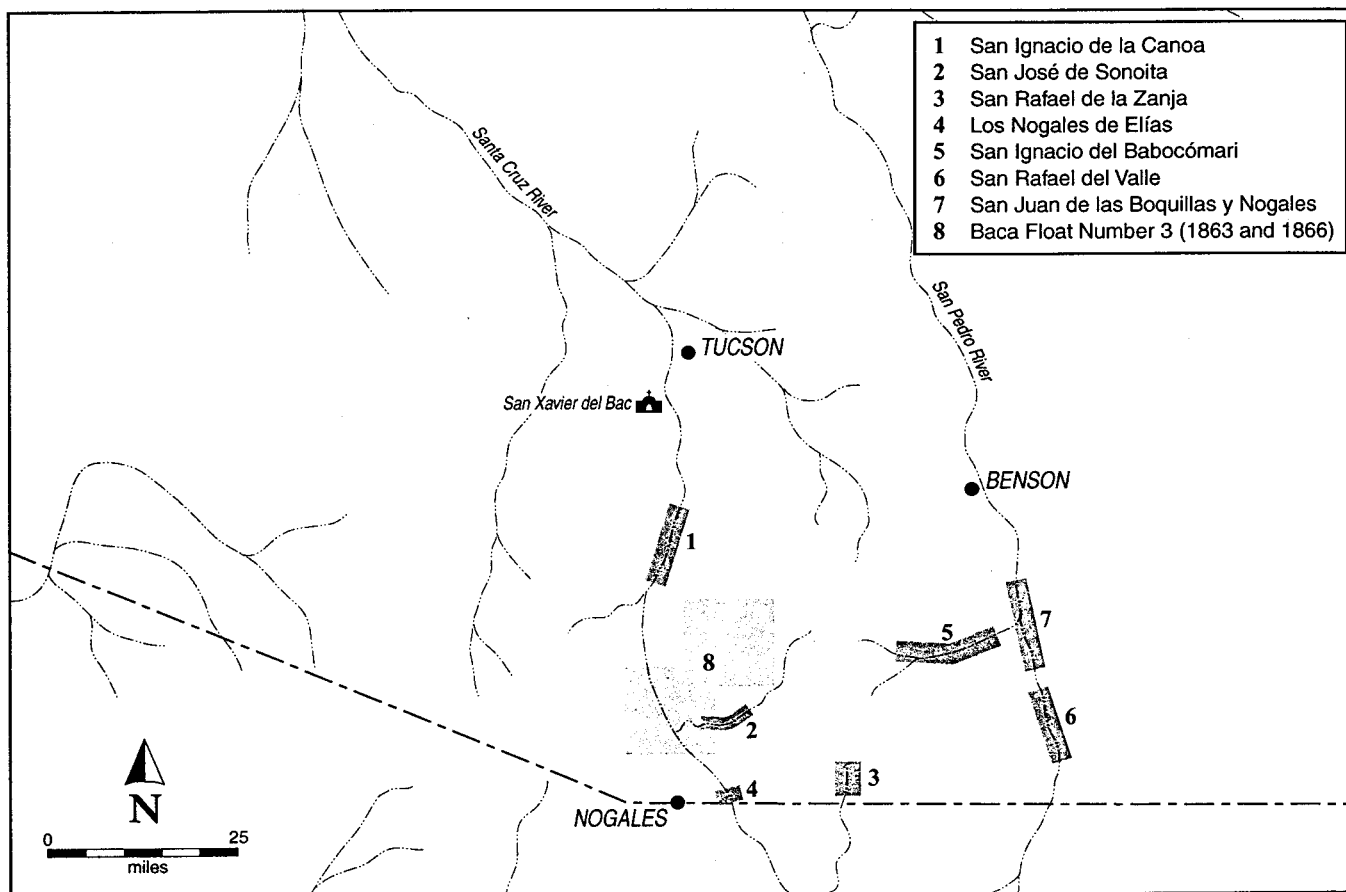 1 San Ignacio de la Canoa
2 San José de Sonoita
3 San Rafael de la Zanja
4 Los Nogales de Elías
5 San Ignacio del Babocómari
6 San Rafael del Valle
7 San Juan de las Boquillas y Nogales
8 Baca Float Number 3 (1863 and 1866)
Santa Cruz River
San Pedro River
TUCSON
San Xavier del Bac
BENSON
1
7
5
8
6
2
3
4
NOGALES
N
0 25
miles